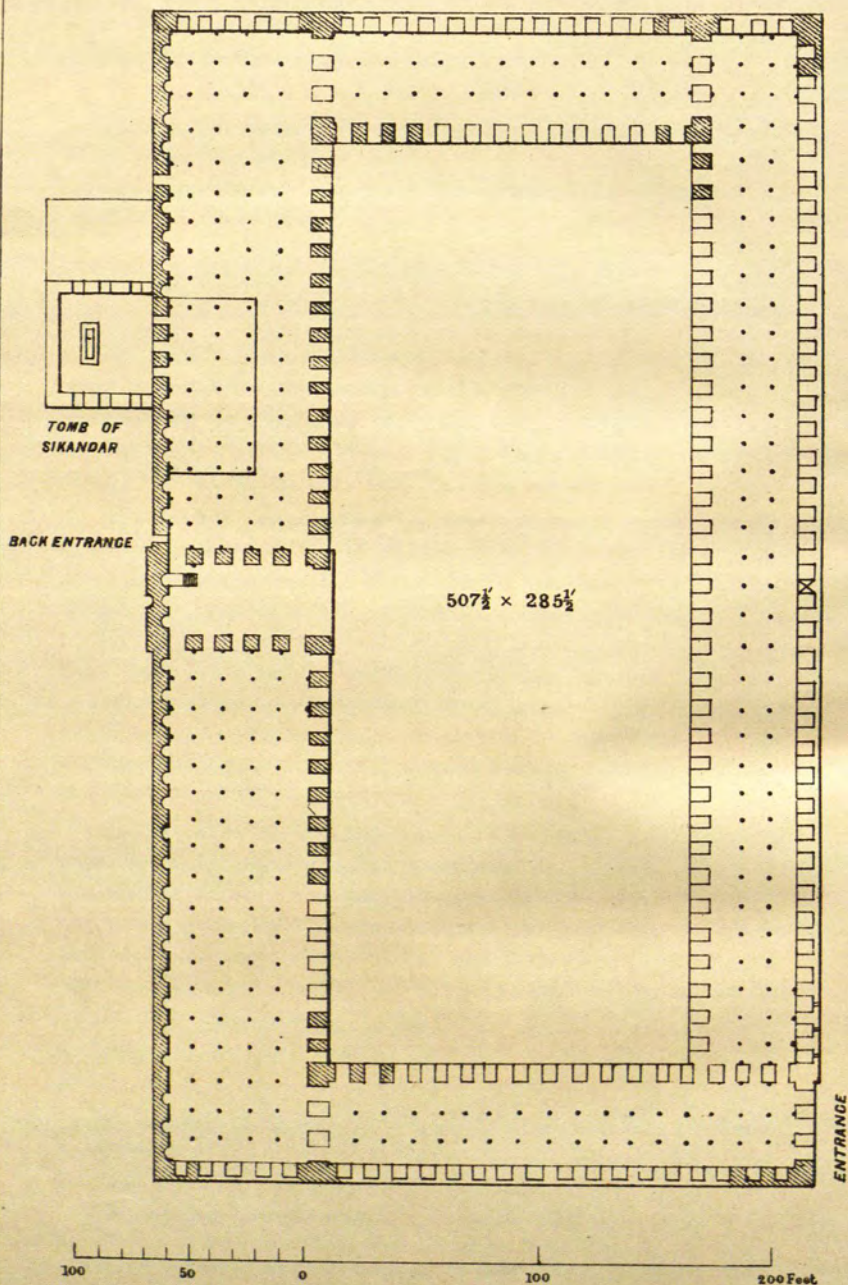 TOMB OF
SIKANDAR
BACK ENTRANCE
507½′ × 285½′
ENTRANCE
100 50 0 100 200 Feet